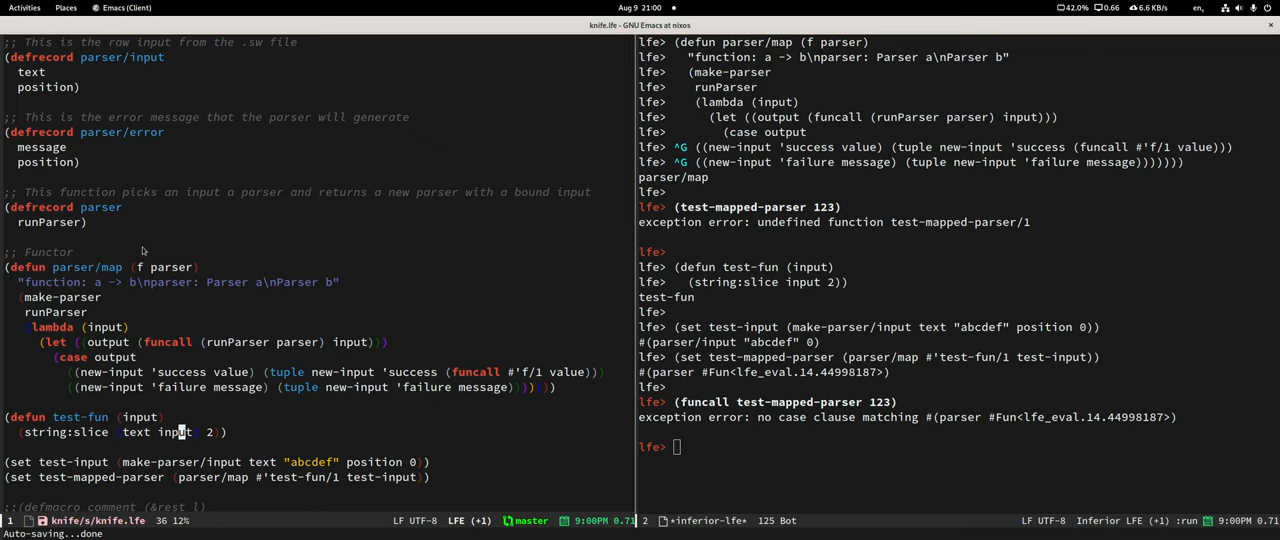 Activities Places Emacs (Client) Aug 9 21:00 42.0% 0.66 6.6 KB/s en,
knife.lfe - GNU Emacs at nixos
;; This is the raw input from the .sw file
(defrecord parser/input
text
position)
;; This is the error message that the parser will generate
(defrecord parser/error
message
position)
;; This function picks an input a parser and returns a new parser with a bound input
(defrecord parser
runParser)
;; Functor
(defun parser/map (f parser)
"function: a -> b\nparser: Parser a\nParser b"
(make-parser
runParser
(lambda (input)
(let ((output (funcall (runParser parser) input)))
(case output
((new-input 'success value) (tuple new-input 'success (funcall #'f/1 value)))
((new-input 'failure message) (tuple new-input 'failure message)))))))
(defun test-fun (input)
(string:slice (text input) 2))
(set test-input (make-parser/input text "abcdef" position 0))
(set test-mapped-parser (parser/map #'test-fun/1 test-input))
;;(defmacro comment (&rest l)
1 knife/s/knife.lfe 36 12% LF UTF-8 LFE (+1) master 9:00PM 0.71
Auto-saving...done
lfe> (defun parser/map (f parser)
lfe> "function: a -> b\nparser: Parser a\nParser b"
lfe> (make-parser
lfe> runParser
lfe> (lambda (input)
lfe> (let ((output (funcall (runParser parser) input)))
lfe> (case output
lfe> ^G ((new-input 'success value) (tuple new-input 'success (funcall #'f/1 value)))
lfe> ^G ((new-input 'failure message) (tuple new-input 'failure message)))))))
parser/map
lfe>
lfe> (test-mapped-parser 123)
exception error: undefined function test-mapped-parser/1
lfe>
lfe> (defun test-fun (input)
lfe> (string:slice input 2))
test-fun
lfe>
lfe> (set test-input (make-parser/input text "abcdef" position 0))
#(parser/input "abcdef" 0)
lfe> (set test-mapped-parser (parser/map #'test-fun/1 test-input))
#(parser #Fun<lfe_eval.14.44998187>)
lfe>
lfe> (funcall test-mapped-parser 123)
exception error: no case clause matching #(parser #Fun<lfe_eval.14.44998187>)
lfe>
2 *inferior-lfe* 125 Bot LF UTF-8 Inferior LFE (+1) :run 9:00PM 0.71